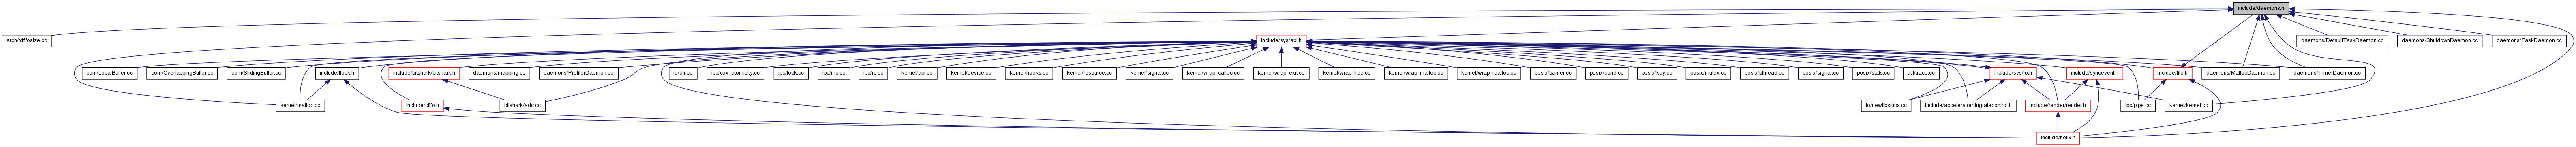 include/daemons.h
arch/tdfifosize.cc
include/sys/api.h
daemons/DefaultTaskDaemon.cc
daemons/ShutdownDaemon.cc
daemons/TaskDaemon.cc
com/LocalBuffer.cc
com/OverlappingBuffer.cc
com/SlidingBuffer.cc
include/tlock.h
include/bitshark/bitshark.h
daemons/mapping.cc
daemons/ProfilerDaemon.cc
io/dir.cc
ipc/cxx_atomicity.cc
ipc/lock.cc
ipc/mc.cc
ipc/rc.cc
kernel/api.cc
kernel/device.cc
kernel/hooks.cc
kernel/resource.cc
kernel/signal.cc
kernel/wrap_calloc.cc
kernel/wrap_exit.cc
kernel/wrap_free.cc
kernel/wrap_malloc.cc
kernel/wrap_realloc.cc
posix/barrier.cc
posix/cond.cc
posix/key.cc
posix/mutex.cc
posix/pthread.cc
posix/signal.cc
posix/stats.cc
util/trace.cc
include/sys/io.h
include/syncevent.h
include/fifo.h
daemons/MallocDaemon.cc
daemons/TimerDaemon.cc
kernel/malloc.cc
include/cfifo.h
bitshark/adc.cc
io/newlibstubs.cc
include/accelerator/ringratecontrol.h
include/render/render.h
ipc/pipe.cc
kernel/kernel.cc
include/helix.h